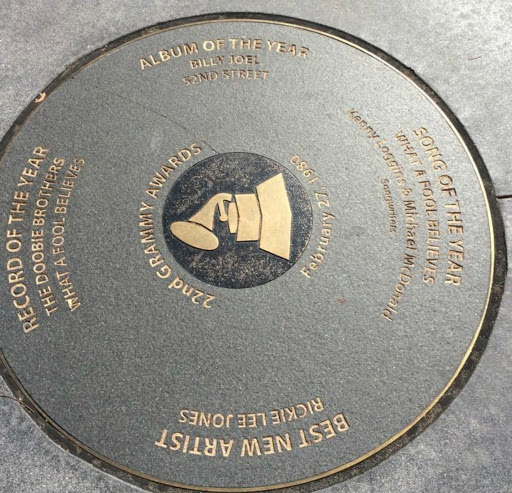 ALBUM OF THE YEAR
BILLY JOEL
52ND STREET
SONG OF THE YEAR
WHAT A FOOL BELIEVES
Kenny Loggins & Michael McDonald
Songwriters
BEST NEW ARTIST
RICKIE LEE JONES
RECORD OF THE YEAR
THE DOOBIE BROTHERS
WHAT A FOOL BELIEVES
22nd GRAMMY AWARDS
February 27, 1980